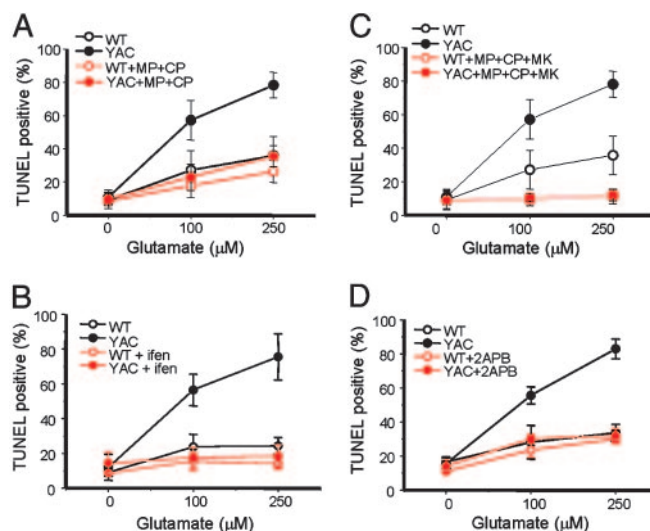 A
WT
YAC
WT+MP+CP
YAC+MP+CP
TUNEL positive (%)
100
80
60
40
20
0
0 100 250
Glutamate (µM)
C
WT
YAC
WT+MP+CP+MK
YAC+MP+CP+MK
TUNEL positive (%)
100
80
60
40
20
0
0 100 250
Glutamate (µM)
B
WT
YAC
WT + ifen
YAC + ifen
TUNEL positive (%)
100
80
60
40
20
0
0 100 250
Glutamate (µM)
D
WT
YAC
WT+2APB
YAC+2APB
TUNEL positive (%)
100
80
60
40
20
0
0 100 250
Glutamate (µM)